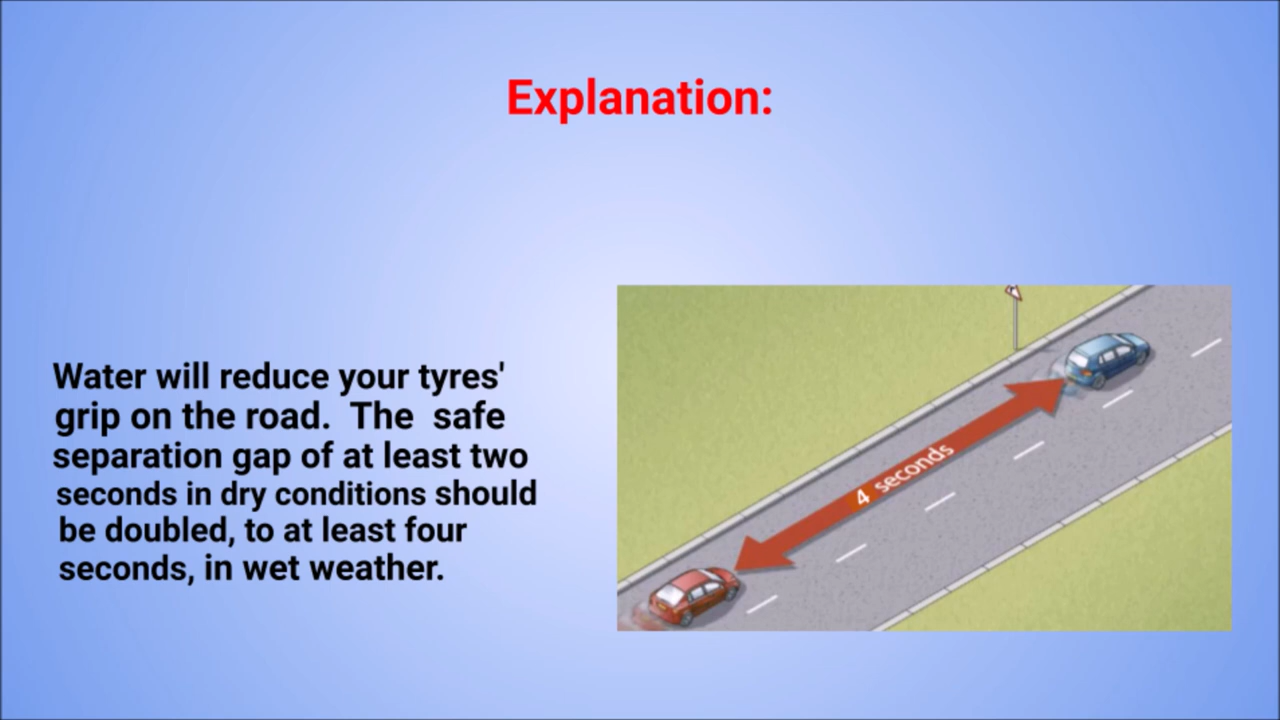 Explanation:
Water will reduce your tyres'
grip on the road.  The  safe
separation gap of at least two
seconds in dry conditions should
be doubled, to at least four
seconds, in wet weather.
4 seconds